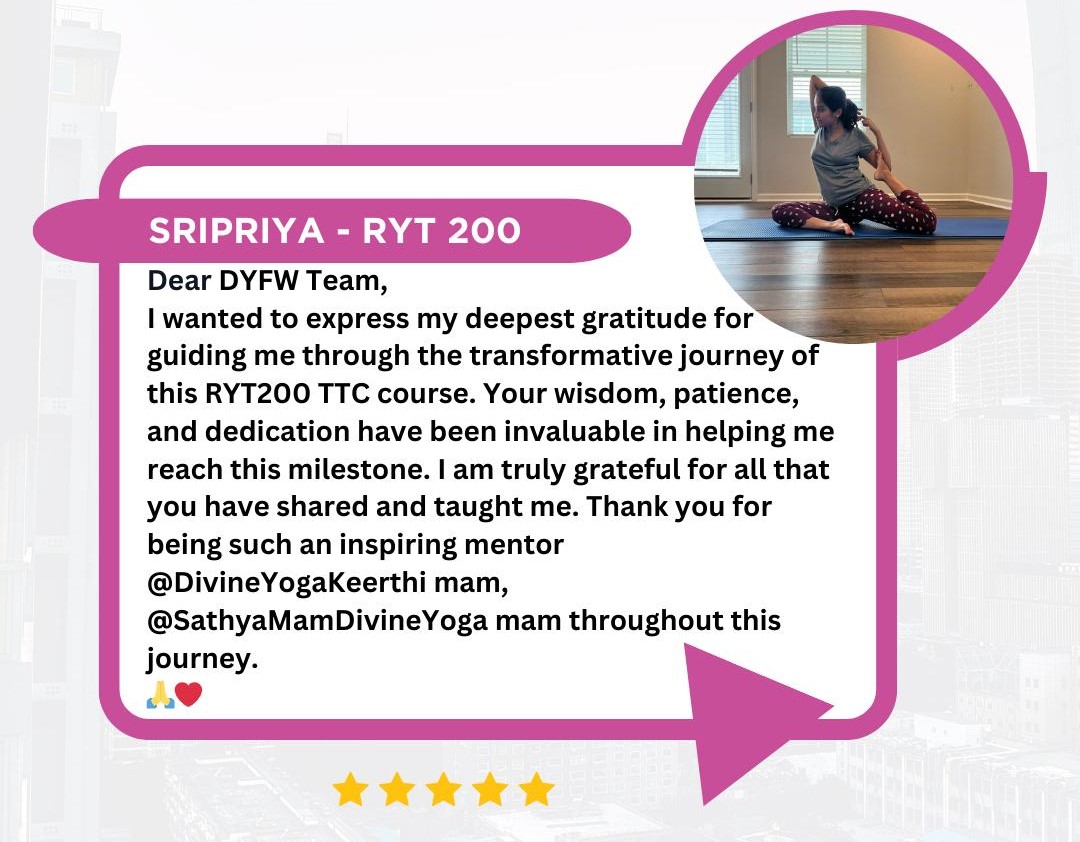 SRIPRIYA - RYT 200
Dear DYFW Team,
I wanted to express my deepest gratitude for
guiding me through the transformative journey of
this RYT200 TTC course. Your wisdom, patience,
and dedication have been invaluable in helping me
reach this milestone. I am truly grateful for all that
you have shared and taught me. Thank you for
being such an inspiring mentor
@DivineYogaKeerthi mam,
@SathyaMamDivineYoga mam throughout this
journey.
🙏❤️